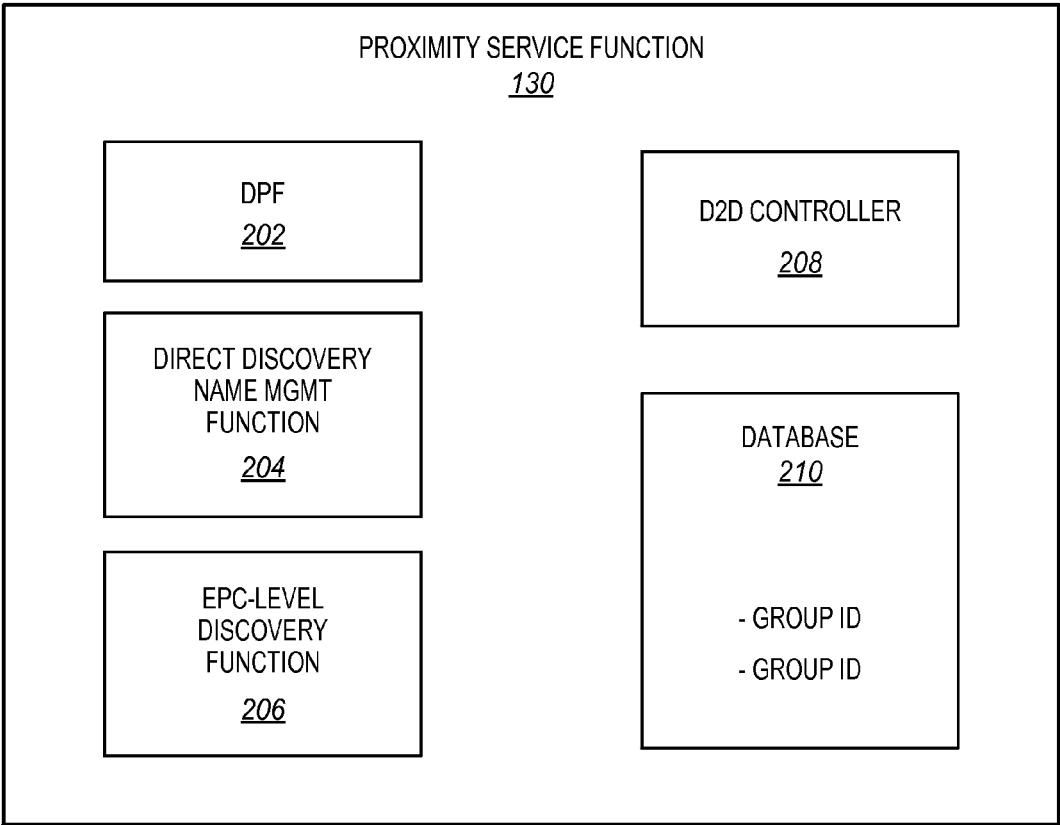 PROXIMITY SERVICE FUNCTION
130
DPF
202
DIRECT DISCOVERY
NAME MGMT
FUNCTION
204
EPC-LEVEL
DISCOVERY
FUNCTION
206
D2D CONTROLLER
208
DATABASE
210
- GROUP ID
- GROUP ID